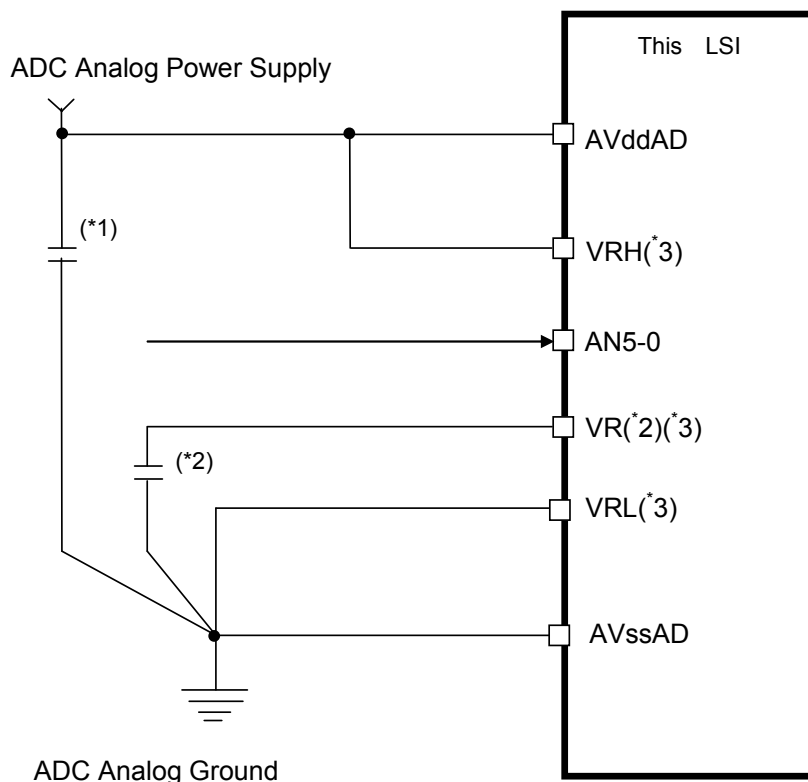 This LSI
ADC Analog Power Supply
AVddAD
(*1)
VRH(*3)
AN5-0
VR(*2)(*3)
(*2)
VRL(*3)
AVssAD
ADC Analog Ground